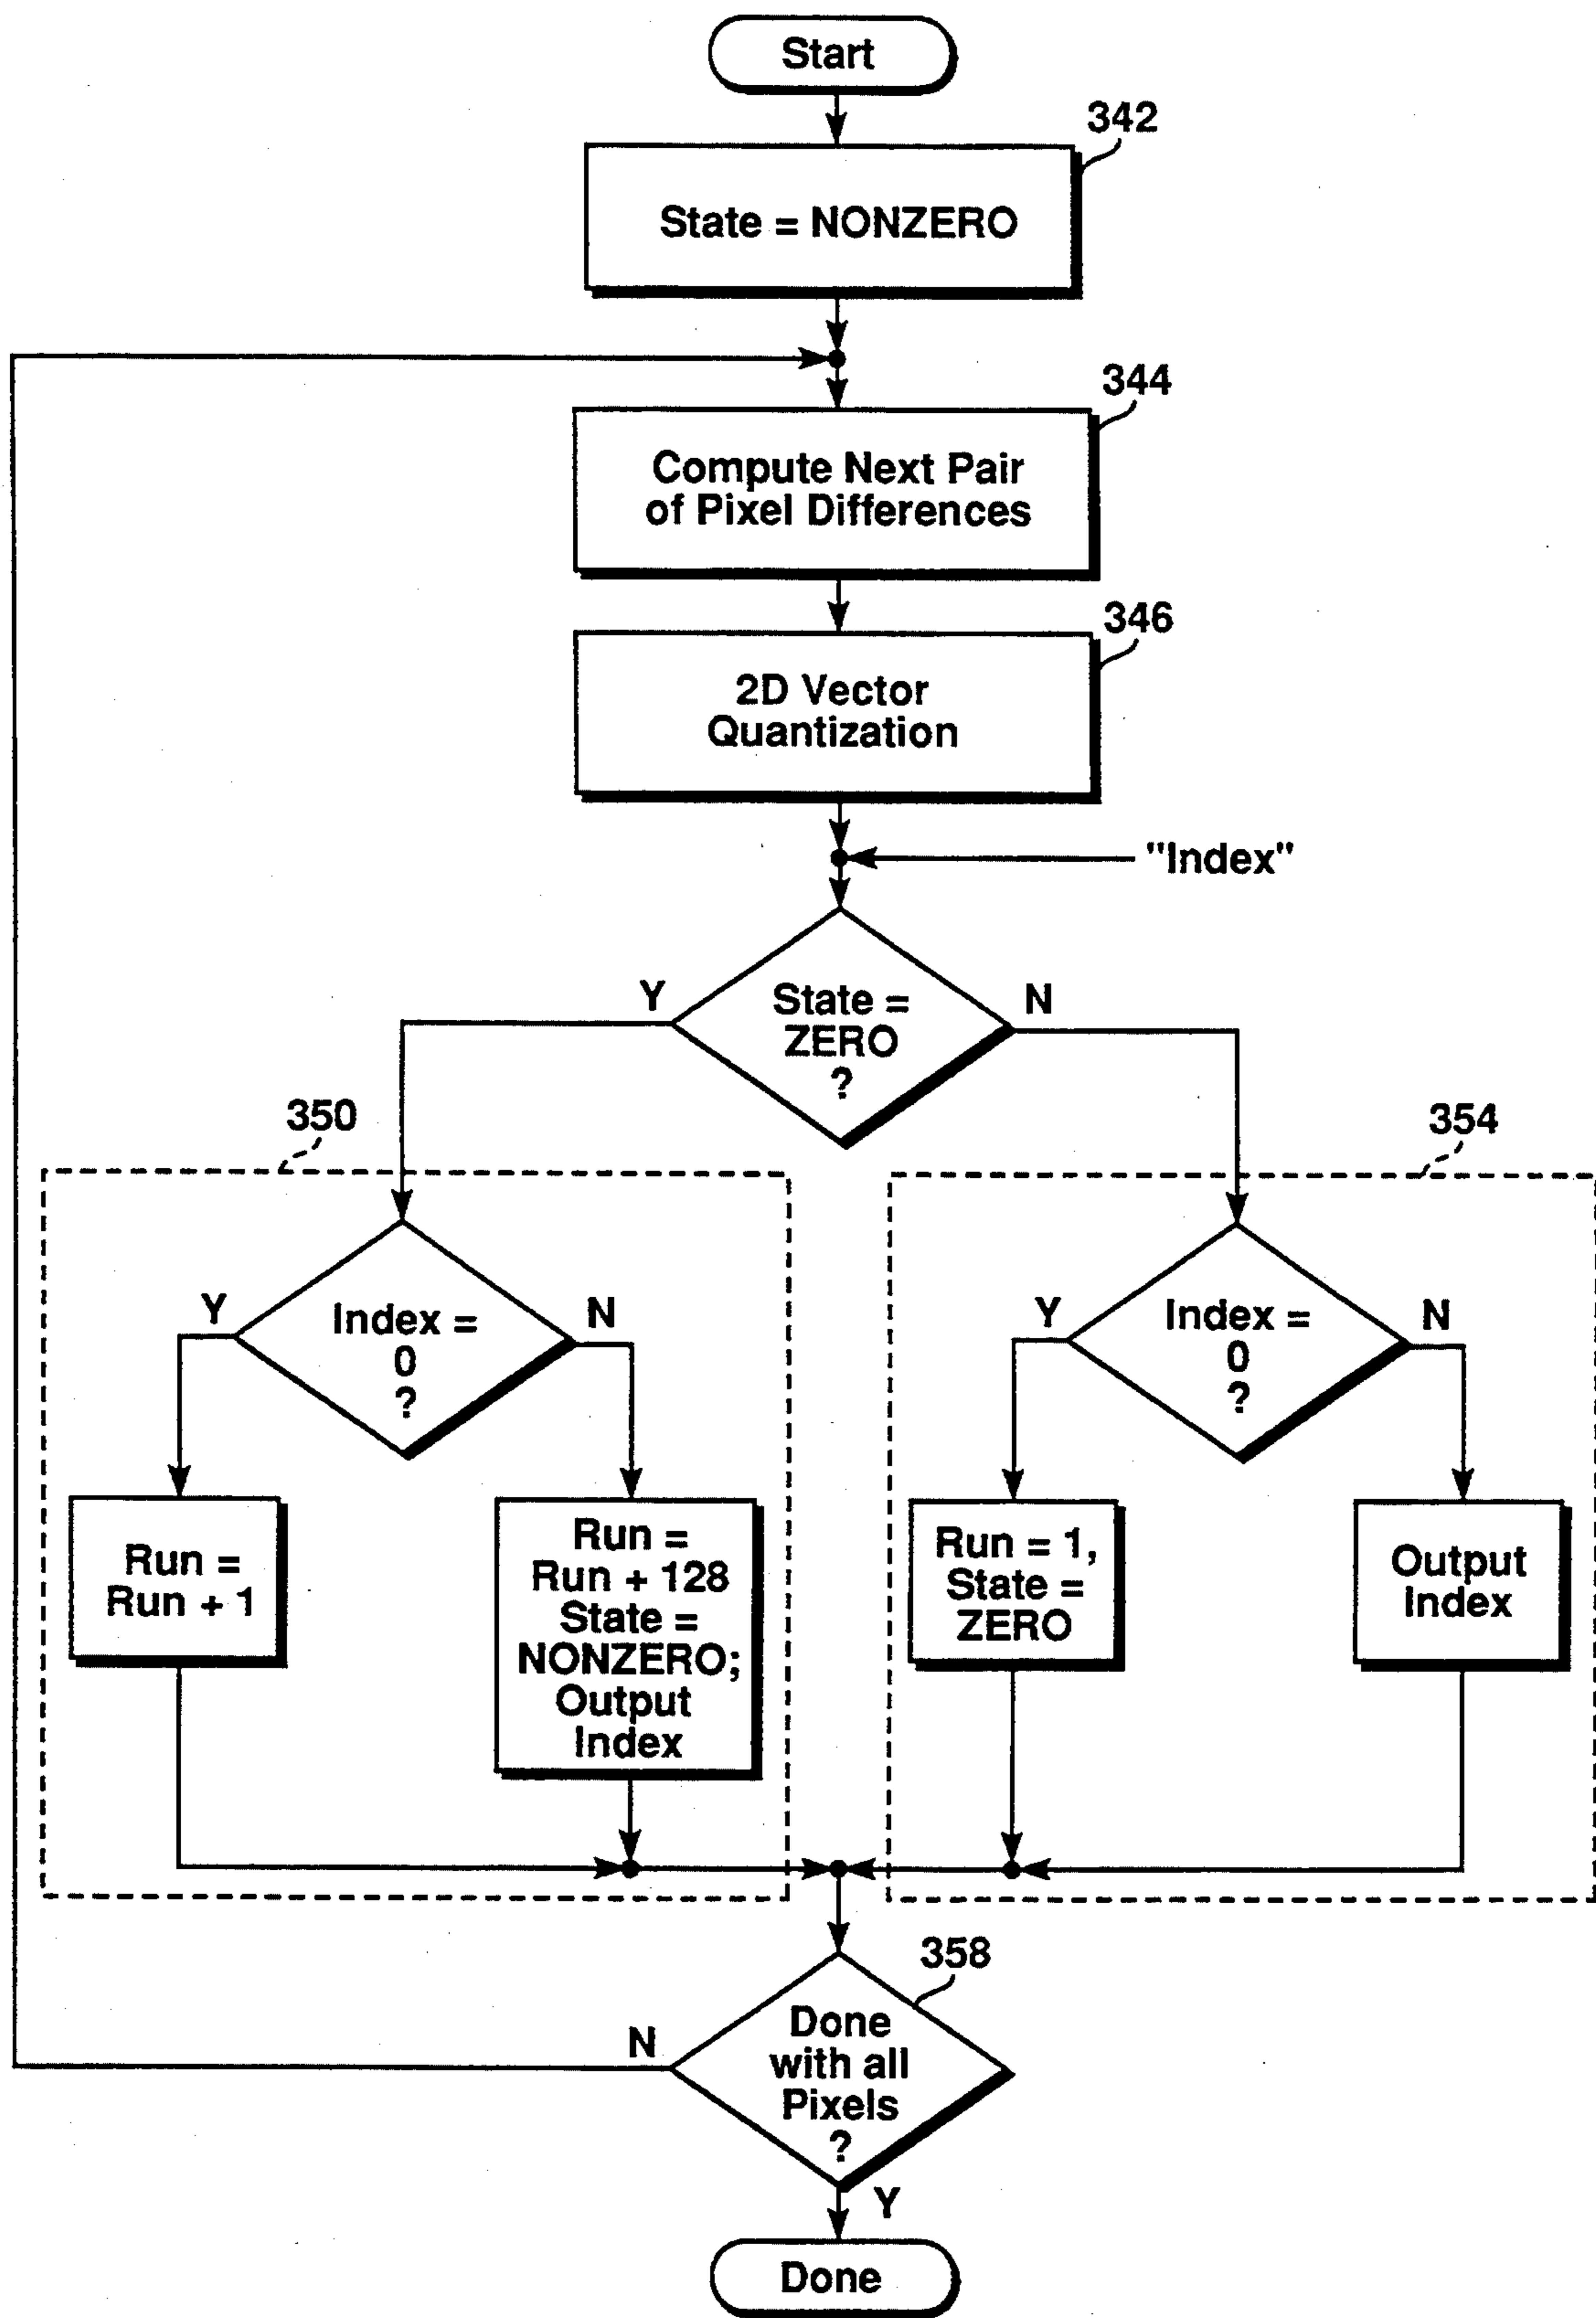 Start
342
State = NONZERO
344
Compute Next Pair
of Pixel Differences
346
2D Vector
Quantization
"Index"
State =
ZERO
?
Y
N
350
354
Index =
0
?
Y
N
Index =
0
?
Y
N
Run =
Run + 1
Run =
Run + 128
State =
NONZERO;
Output
Index
Run = 1,
State =
ZERO
Output
Index
358
Done
with all
Pixels
?
N
Y
Done